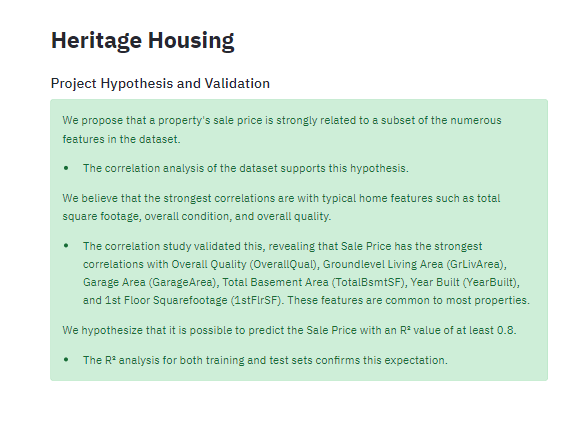 Heritage Housing
Project Hypothesis and Validation
We propose that a property's sale price is strongly related to a subset of the numerous
features in the dataset.
• The correlation analysis of the dataset supports this hypothesis.
We believe that the strongest correlations are with typical home features such as total
square footage, overall condition, and overall quality.
• The correlation study validated this, revealing that Sale Price has the strongest
correlations with Overall Quality (OverallQual), Groundlevel Living Area (GrLivArea),
Garage Area (GarageArea), Total Basement Area (TotalBsmtSF), Year Built (YearBuilt),
and 1st Floor Squarefootage (1stFlrSF). These features are common to most properties.
We hypothesize that it is possible to predict the Sale Price with an R² value of at least 0.8.
• The R² analysis for both training and test sets confirms this expectation.